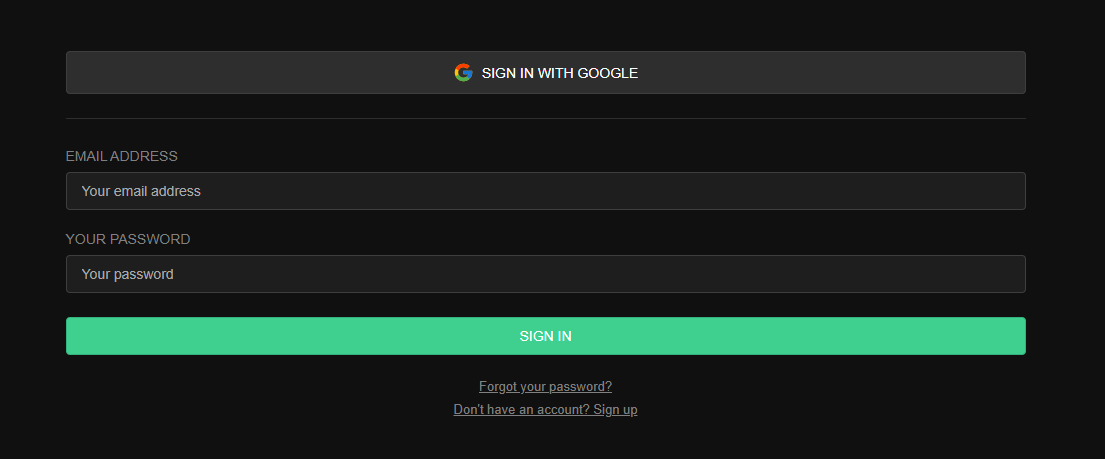 SIGN IN WITH GOOGLE
EMAIL ADDRESS
Your email address
YOUR PASSWORD
Your password
SIGN IN
Forgot your password?
Don't have an account? Sign up